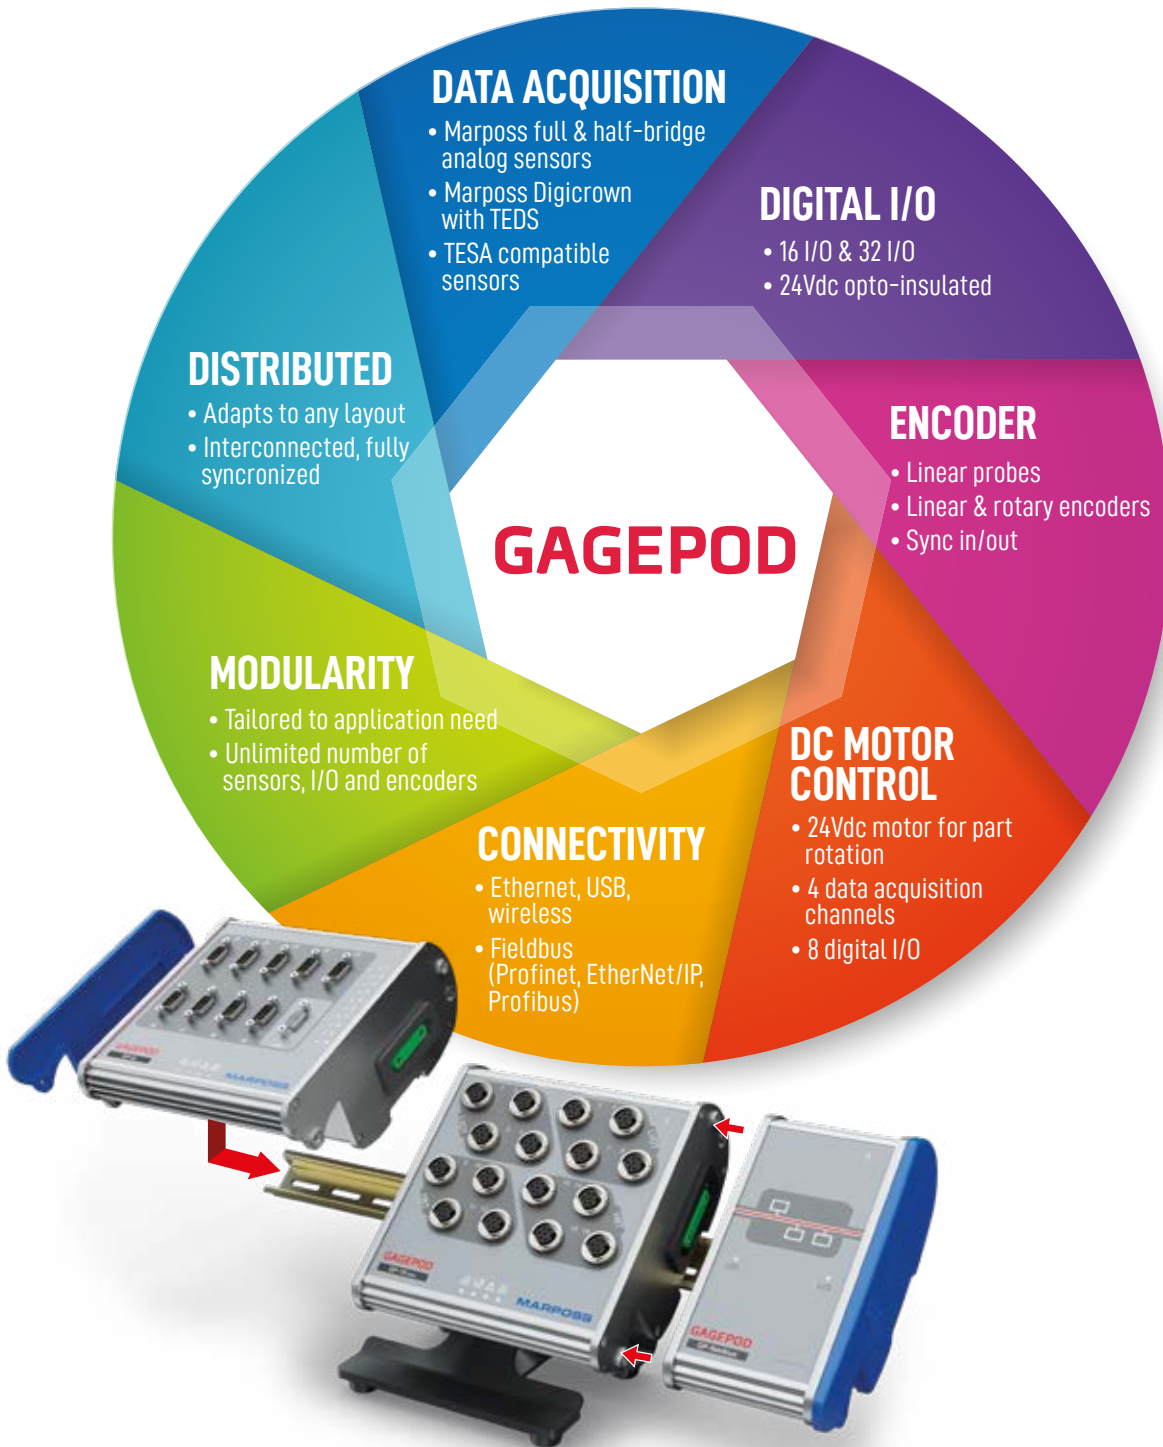 DATA ACQUISITION
• Marposs full & half-bridge
analog sensors
• Marposs Digicrown
with TEDS
• TESA compatible
sensors
DIGITAL I/O
• 16 I/O & 32 I/O
• 24Vdc opto-insulated
DISTRIBUTED
• Adapts to any layout
• Interconnected, fully
syncronized
ENCODER
• Linear probes
• Linear & rotary encoders
• Sync in/out
GAGEPOD
MODULARITY
• Tailored to application need
• Unlimited number of
sensors, I/O and encoders
DC MOTOR
CONTROL
• 24Vdc motor for part
rotation
• 4 data acquisition
channels
• 8 digital I/O
CONNECTIVITY
• Ethernet, USB,
wireless
• Fieldbus
(Profinet, EtherNet/IP,
Profibus)
GAGEPOD
MARPOSS
GAGEPOD
MARPOSS
GAGEPOD